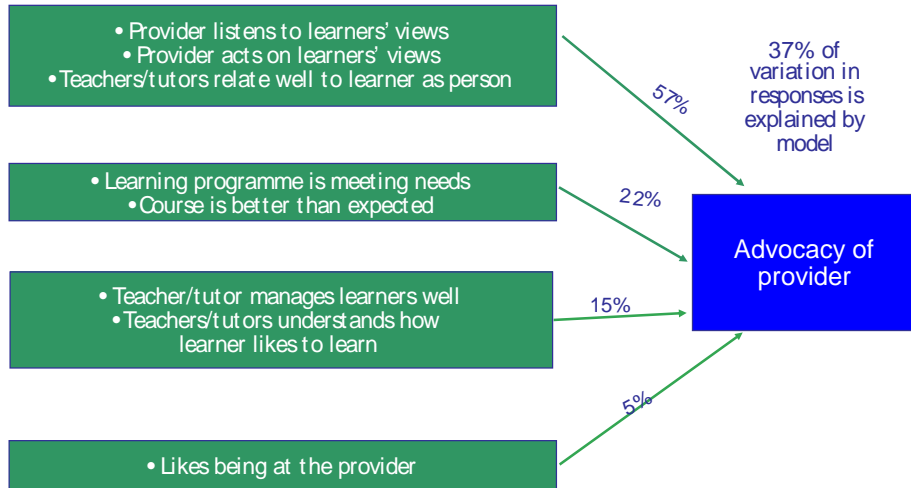 • Provider listens to learners' views
• Provider acts on learners' views
• Teachers/tutors relate well to learner as person
57%
37% of
variation in
responses is
explained by
model
• Learning programme is meeting needs
• Course is better than expected
22%
Advocacy of
provider
• Teacher/tutor manages learners well
• Teachers/tutors understands how
learner likes to learn
15%
5%
• Likes being at the provider